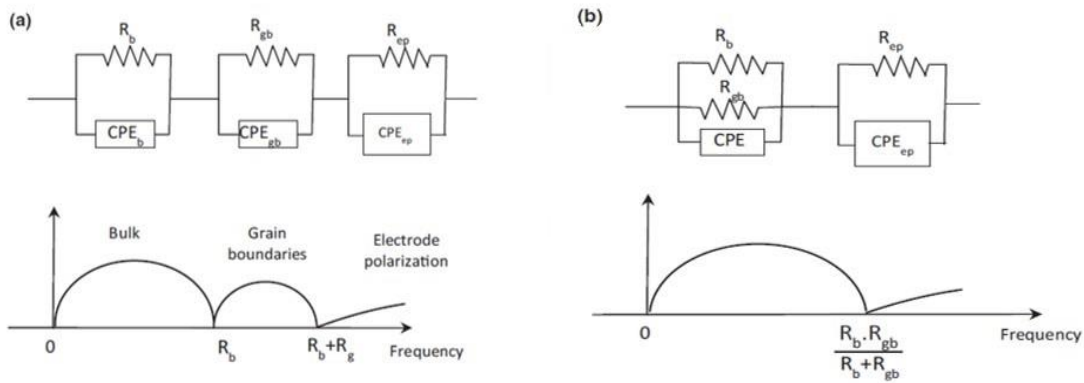 (a)
R_b
R_gb
R_ep
CPE_b
CPE_gb
CPE_ep
Bulk
Grain
boundaries
Electrode
polarization
0
R_b
R_b+R_g
Frequency
(b)
R_b
R_gb
R_ep
CPE
CPE_ep
0
R_b.R_gb
R_b+R_gb
Frequency